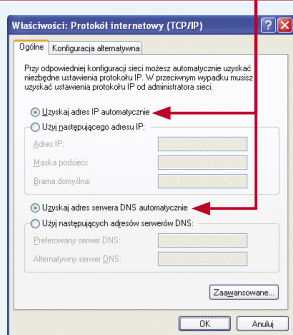 Właściwości: Protokół internetowy (TCP/IP)
Ogólne
Konfiguracja alternatywna
Przy odpowiedniej konfiguracji sieci możesz automatycznie uzyskać
niezbędne ustawienia protokołu IP. W przeciwnym wypadku musisz
uzyskać ustawienia protokołu IP od administratora sieci.
Uzyskaj adres IP automatycznie
Użyj następującego adresu IP:
Adres IP:
Maska podsieci:
Brama domyślna:
Uzyskaj adres serwera DNS automatycznie
Użyj następujących adresów serwerów DNS:
Preferowany serwer DNS:
Alternatywny serwer DNS:
Zaawansowane...
OK
Anuluj